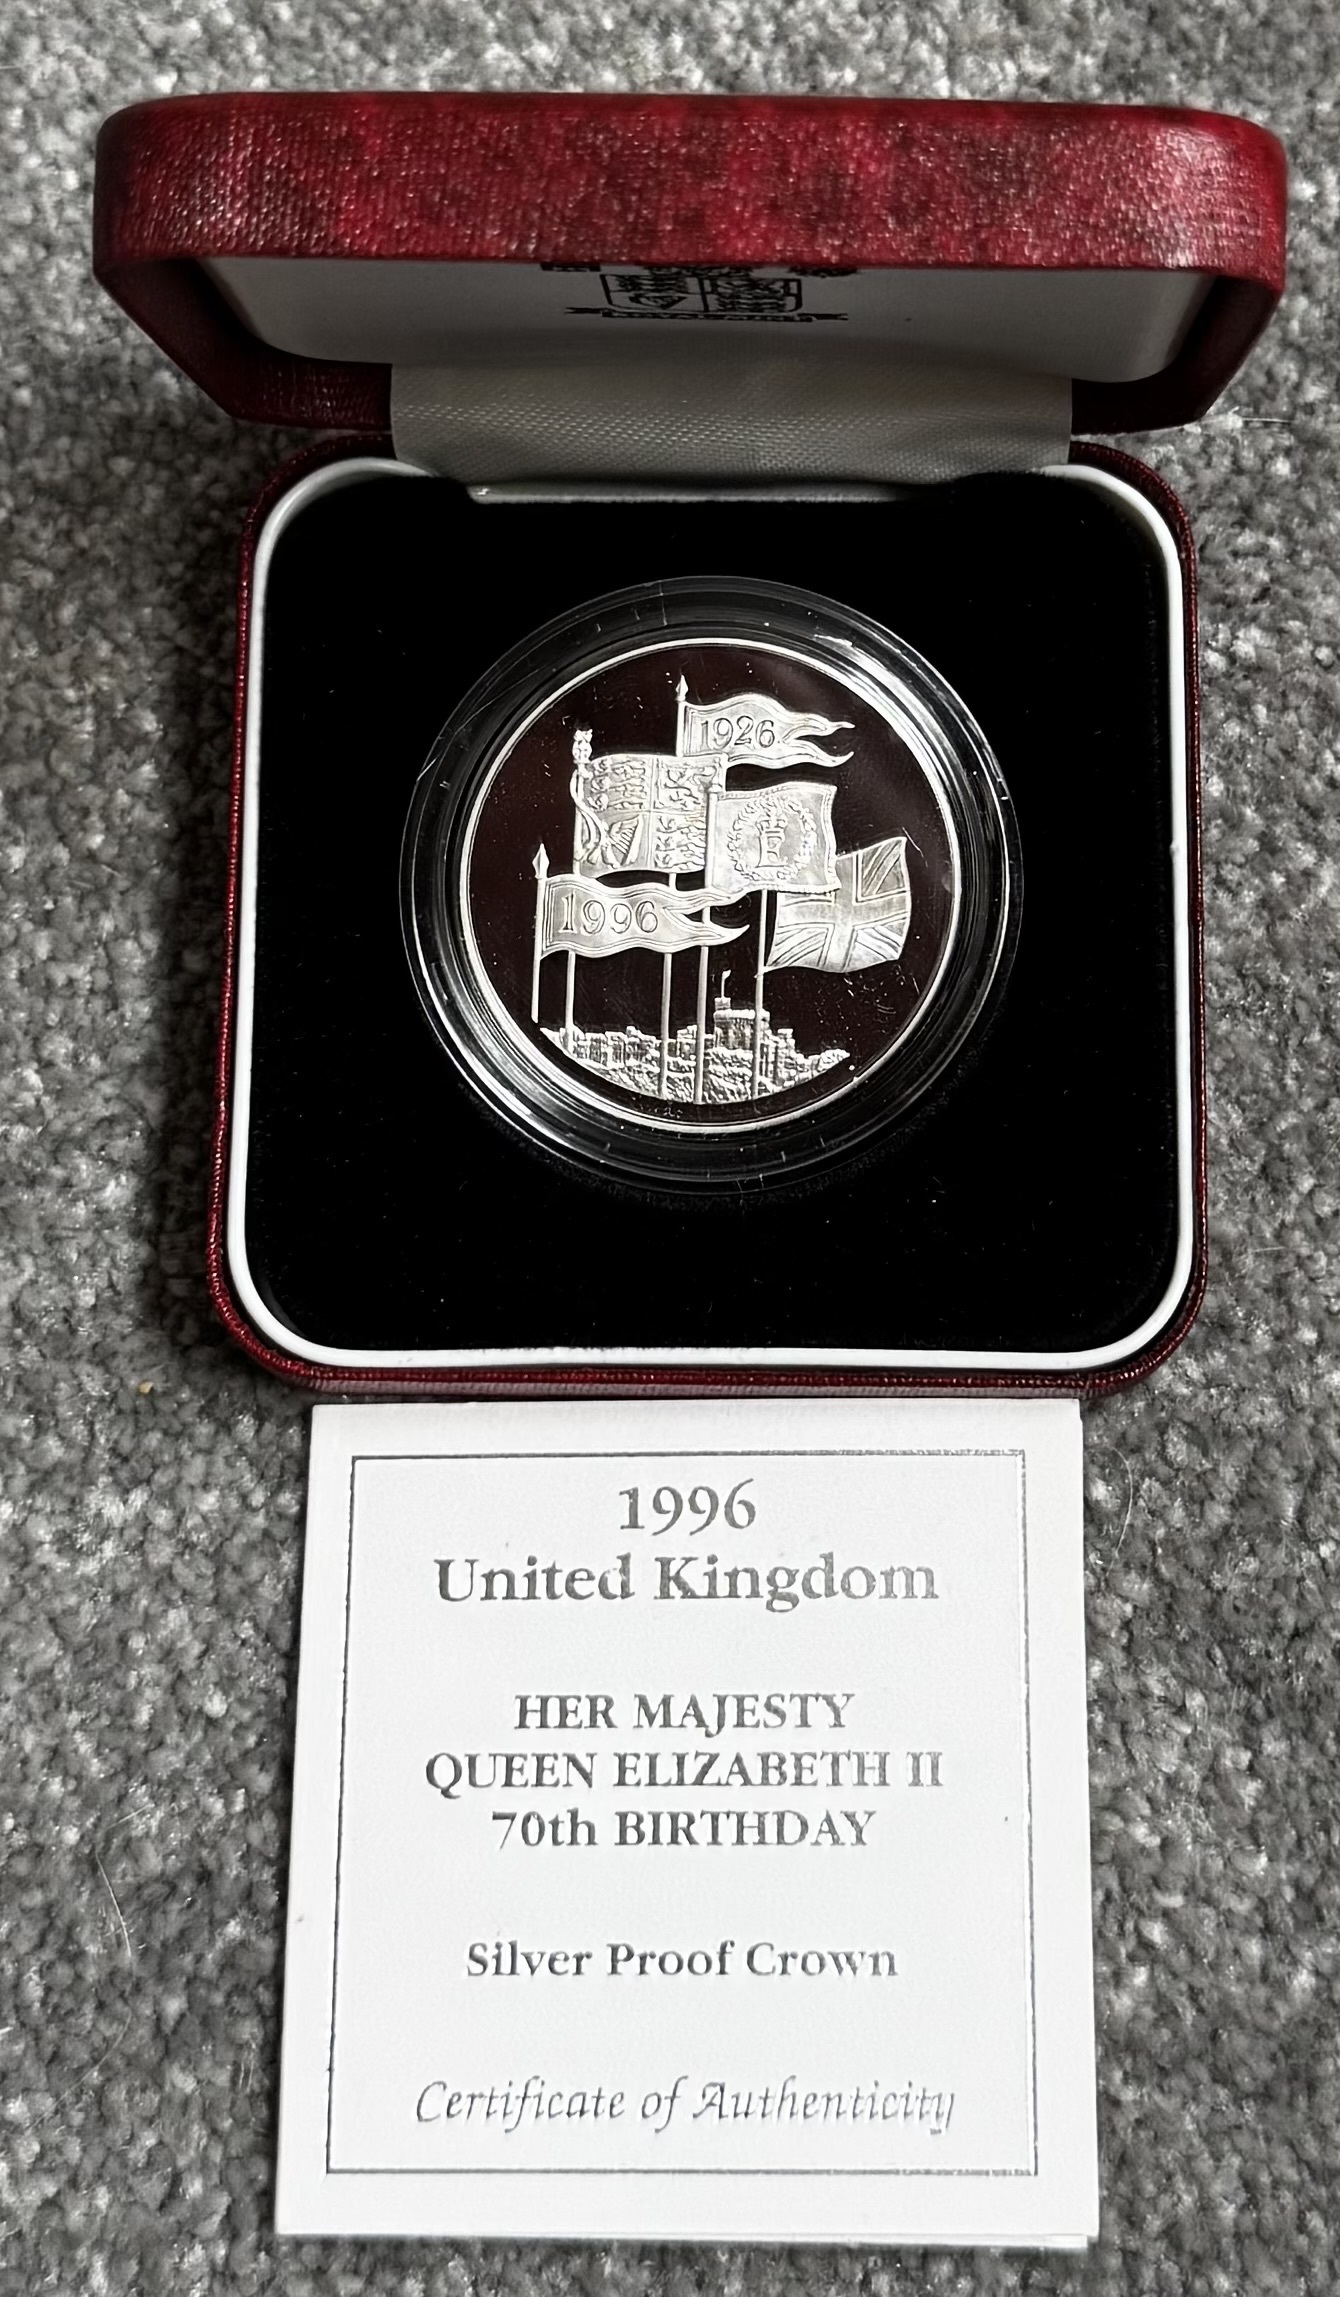 1926
1996
1996
United Kingdom
HER MAJESTY
QUEEN ELIZABETH II
70th BIRTHDAY
Silver Proof Crown
Certificate of Authenticity